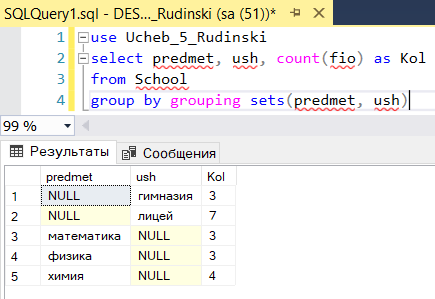 SQLQuery1.sql - DES..._Rudinski (sa (51))*
1 use Ucheb_5_Rudinski
2 select predmet, ush, count(fio) as Kol
3 from School
4 group by grouping sets(predmet, ush)
99 %
Результаты Сообщения
predmet ush Kol
1 NULL гимназия 3
2 NULL лицей 7
3 математика NULL 3
4 физика NULL 3
5 химия NULL 4